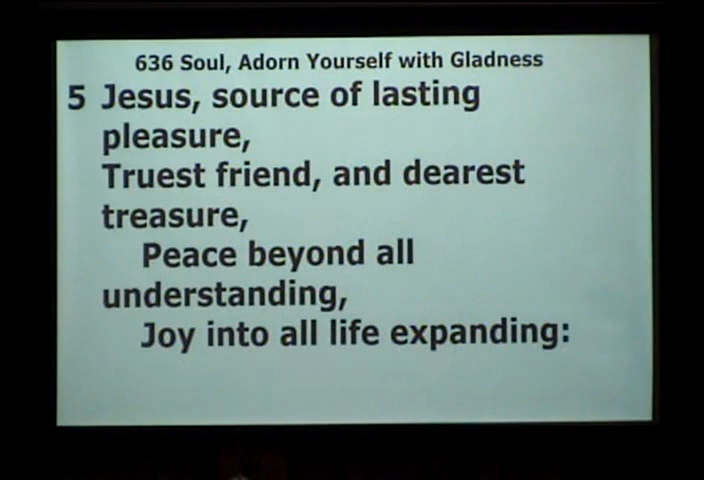 636 Soul, Adorn Yourself with Gladness
5 Jesus, source of lasting
pleasure,
Truest friend, and dearest
treasure,
Peace beyond all
understanding,
Joy into all life expanding: